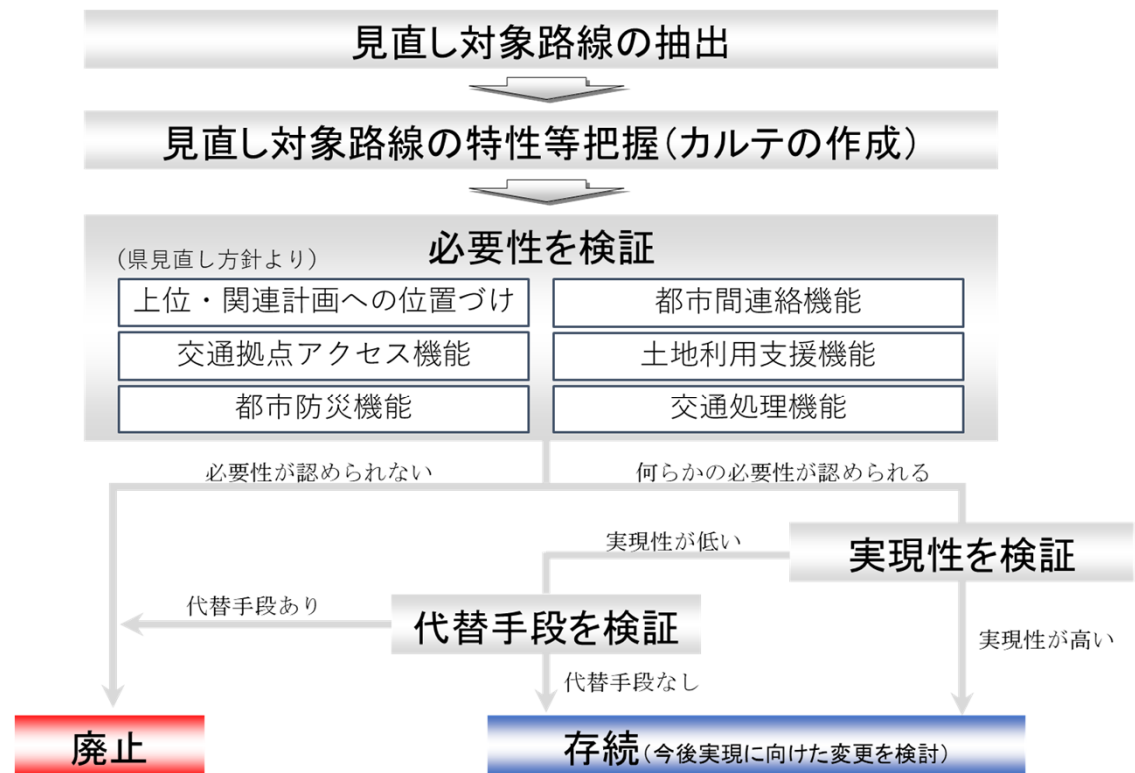 見直し対象路線の抽出
見直し対象路線の特性等把握(カルテの作成)
必要性を検証
(県見直し方針より)
上位・関連計画への位置づけ
都市間連絡機能
交通拠点アクセス機能
土地利用支援機能
都市防災機能
交通処理機能
必要性が認められない
何らかの必要性が認められる
実現性が低い
実現性を検証
代替手段あり
代替手段を検証
実現性が高い
代替手段なし
廃止
存続(今後実現に向けた変更を検討)